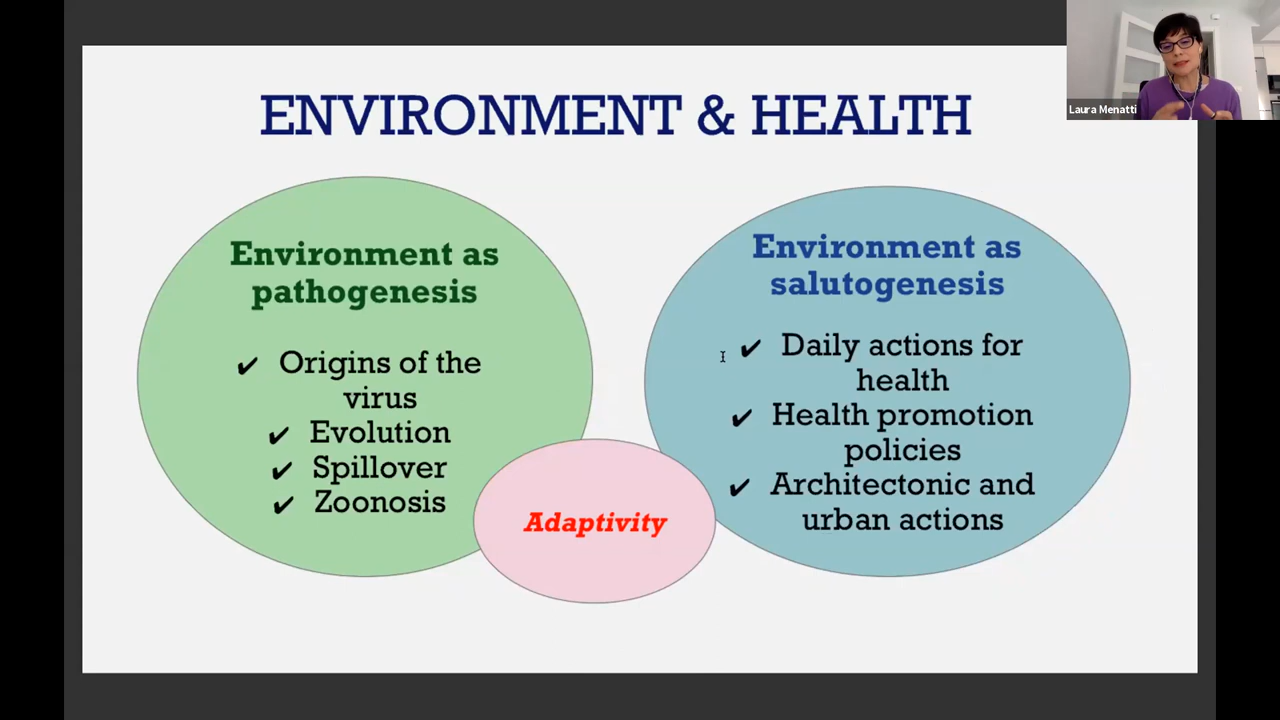 ENVIRONMENT & HEALTH
Laura Menatti
Environment as
pathogenesis
✔ Origins of the
virus
✔ Evolution
✔ Spillover
✔ Zoonosis
Environment as
salutogenesis
✔ Daily actions for
health
✔ Health promotion
policies
✔ Architectonic and
urban actions
Adaptivity